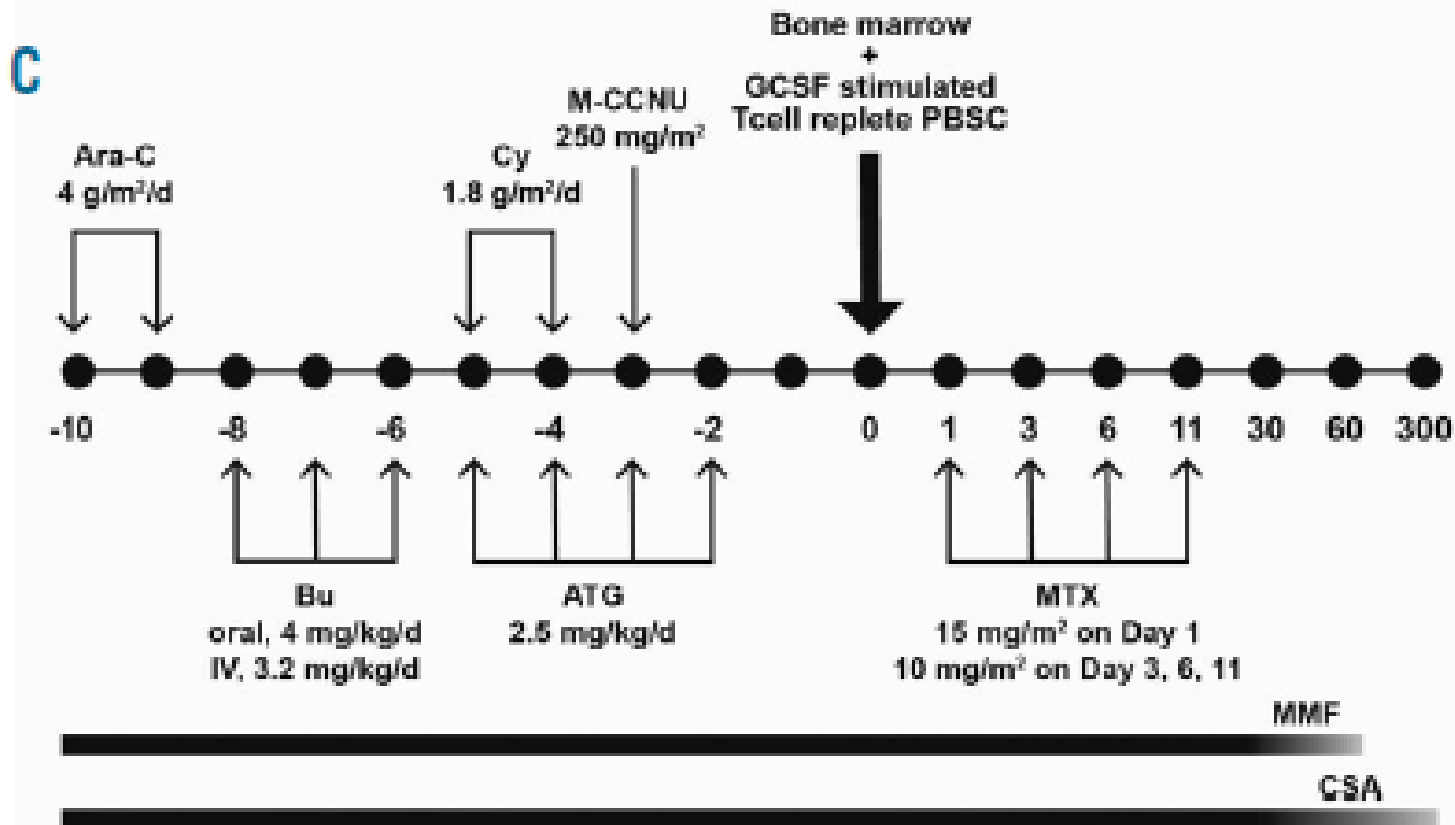 C
Bone marrow
+
GCSF stimulated
Tcell replete PBSC
M-CCNU
250 mg/m²
Ara-C
4 g/m²/d
Cy
1.8 g/m²/d
-10 -8 -6 -4 -2 0 1 3 6 11 30 60 300
Bu
oral, 4 mg/kg/d
IV, 3.2 mg/kg/d
ATG
2.5 mg/kg/d
MTX
15 mg/m² on Day 1
10 mg/m² on Day 3, 6, 11
MMF
CSA